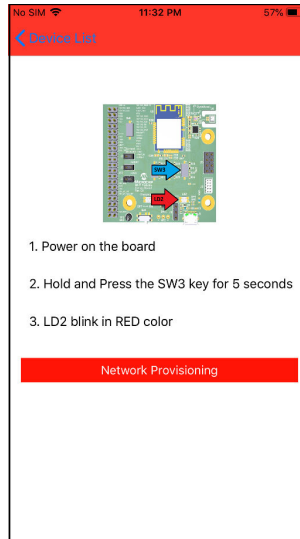 No SIM 11:32 PM 57%
Device List
SW3
LD2
1. Power on the board
2. Hold and Press the SW3 key for 5 seconds
3. LD2 blink in RED color
Network Provisioning